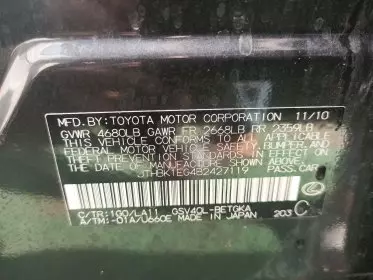 MFD.BY:TOYOTA MOTOR CORPORATION 11/10
GVWR 4680LB GAWR FR 2668LB RR 2359LB
THIS VEHICLE CONFORMS TO ALL APPLICABLE
FEDERAL MOTOR VEHICLE SAFETY, BUMPER, AND
THEFT PREVENTION STANDARDS IN EFFECT ON
THE DATE OF MANUFACTURE SHOWN ABOVE.
PASS. CAR
C/TR:1G0/LA11 GSV40L-BETGKA
A/TM:-01A/U660E MADE IN JAPAN 203 C